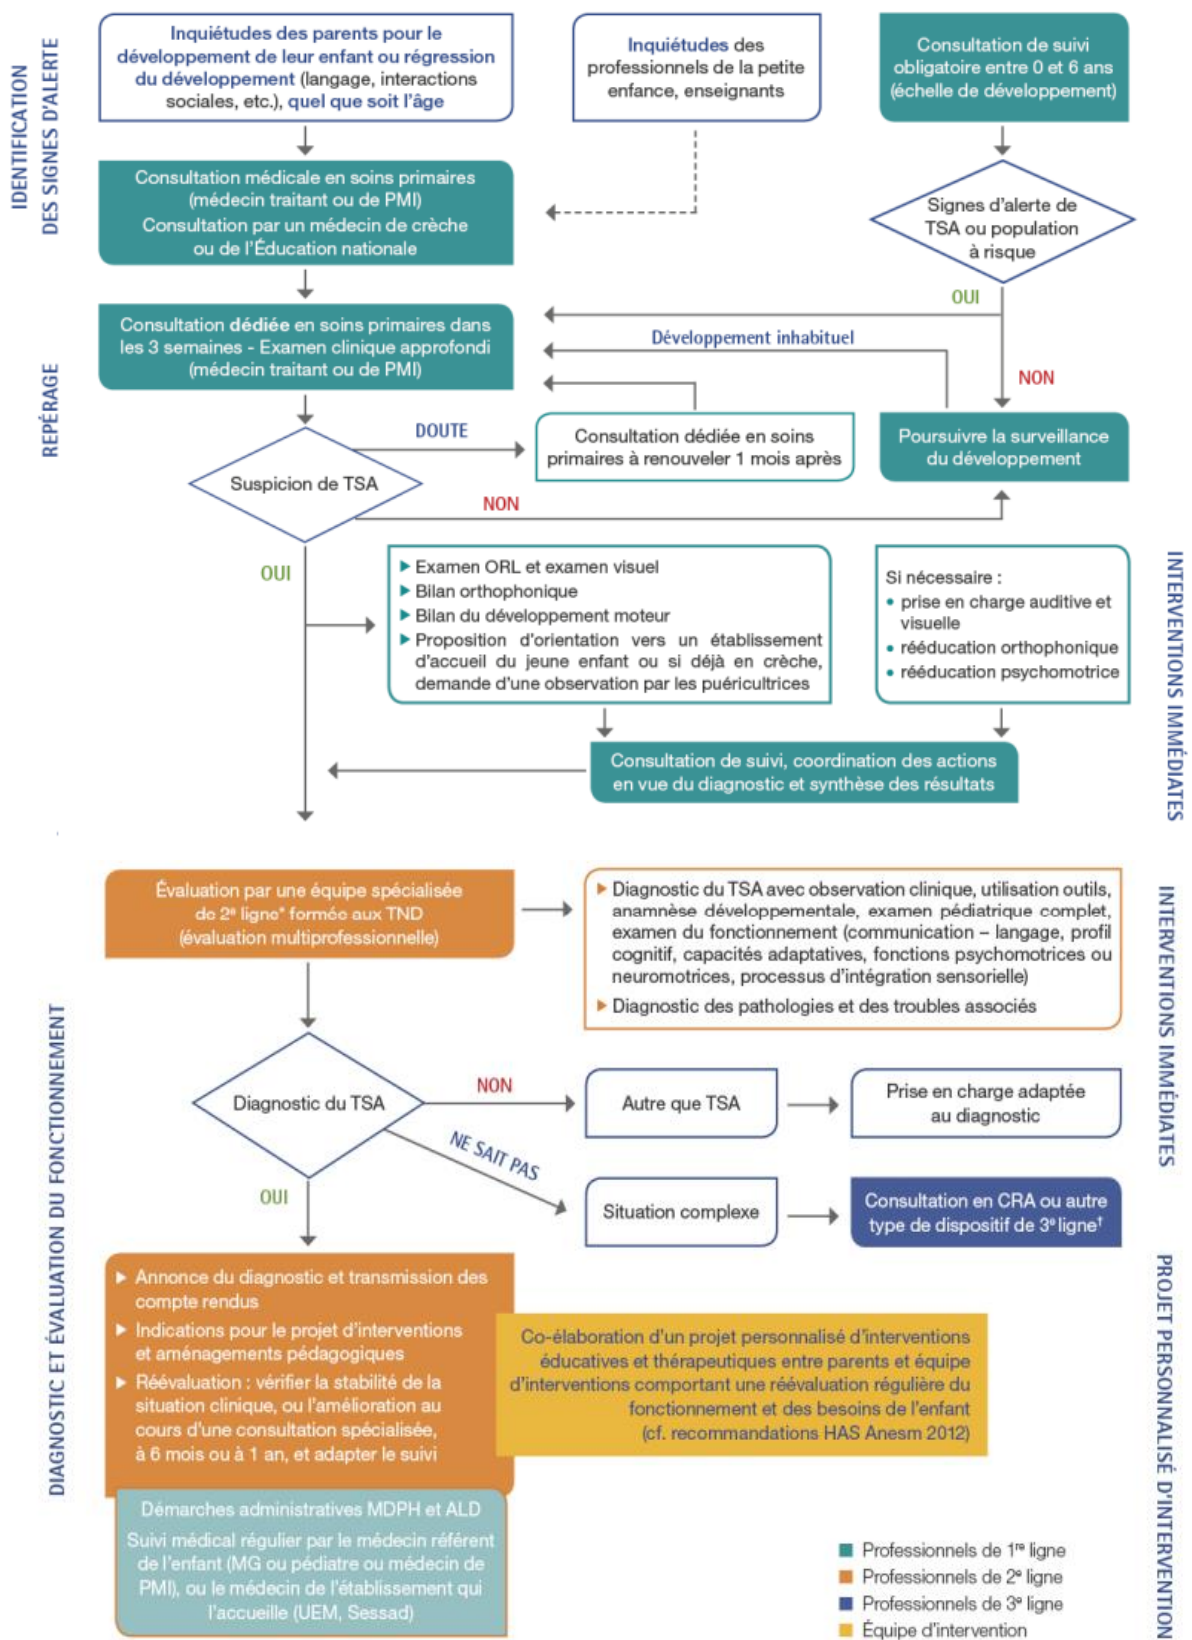 IDENTIFICATION
DES SIGNES D'ALERTE
Inquiétudes des parents pour le
développement de leur enfant ou régression
du développement (langage, interactions
sociales, etc.), quel que soit l'âge
Inquiétudes des
professionnels de la petite
enfance, enseignants
Consultation de suivi
obligatoire entre 0 et 6 ans
(échelle de développement)
Consultation médicale en soins primaires
(médecin traitant ou de PMI)
Consultation par un médecin de crèche
ou de l'Éducation nationale
Signes d'alerte de
TSA ou population
à risque
OUI
NON
REPÉRAGE
Consultation dédiée en soins primaires dans
les 3 semaines - Examen clinique approfondi
(médecin traitant ou de PMI)
Développement inhabituel
DOUTE
Consultation dédiée en soins
primaires à renouveler 1 mois après
Poursuivre la surveillance
du développement
Suspicion de TSA
NON
OUI
INTERVENTIONS IMMÉDIATES
▶ Examen ORL et examen visuel
▶ Bilan orthophonique
▶ Bilan du développement moteur
▶ Proposition d'orientation vers un établissement
d'accueil du jeune enfant ou si déjà en crèche,
demande d'une observation par les puéricultrices
Si nécessaire :
• prise en charge auditive et
visuelle
• rééducation orthophonique
• rééducation psychomotrice
Consultation de suivi, coordination des actions
en vue du diagnostic et synthèse des résultats
DIAGNOSTIC ET ÉVALUATION DU FONCTIONNEMENT
Évaluation par une équipe spécialisée
de 2e ligne* formée aux TND
(évaluation multiprofessionnelle)
▶ Diagnostic du TSA avec observation clinique, utilisation outils,
anamnèse développementale, examen pédiatrique complet,
examen du fonctionnement (communication – langage, profil
cognitif, capacités adaptatives, fonctions psychomotrices ou
neuromotrices, processus d'intégration sensorielle)
▶ Diagnostic des pathologies et des troubles associés
INTERVENTIONS IMMÉDIATES
Diagnostic du TSA
NON
Autre que TSA
Prise en charge adaptée
au diagnostic
NE SAIT PAS
Situation complexe
Consultation en CRA ou autre
type de dispositif de 3e ligne†
OUI
▶ Annonce du diagnostic et transmission des
compte rendus
▶ Indications pour le projet d'interventions
et aménagements pédagogiques
▶ Réévaluation : vérifier la stabilité de la
situation clinique, ou l'amélioration au
cours d'une consultation spécialisée,
à 6 mois ou à 1 an, et adapter le suivi
Co-élaboration d'un projet personnalisé d'interventions
éducatives et thérapeutiques entre parents et équipe
d'interventions comportant une réévaluation régulière du
fonctionnement et des besoins de l'enfant
(cf. recommandations HAS Anesm 2012)
PROJET PERSONNALISÉ D'INTERVENTION
Démarches administratives MDPH et ALD
Suivi médical régulier par le médecin référent
de l'enfant (MG ou pédiatre ou médecin de
PMI), ou le médecin de l'établissement qui
l'accueille (UEM, Sessad)
Professionnels de 1re ligne
Professionnels de 2e ligne
Professionnels de 3e ligne
Équipe d'intervention